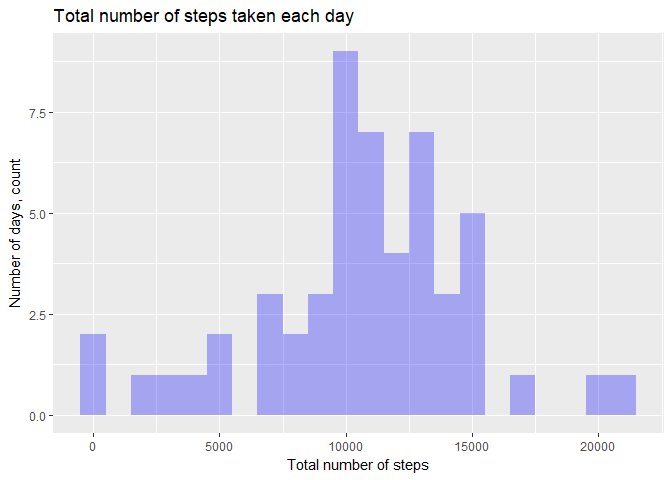 Total number of steps taken each day
Number of days, count
7.5
5.0
2.5
0.0
0 5000 10000 15000 20000
Total number of steps